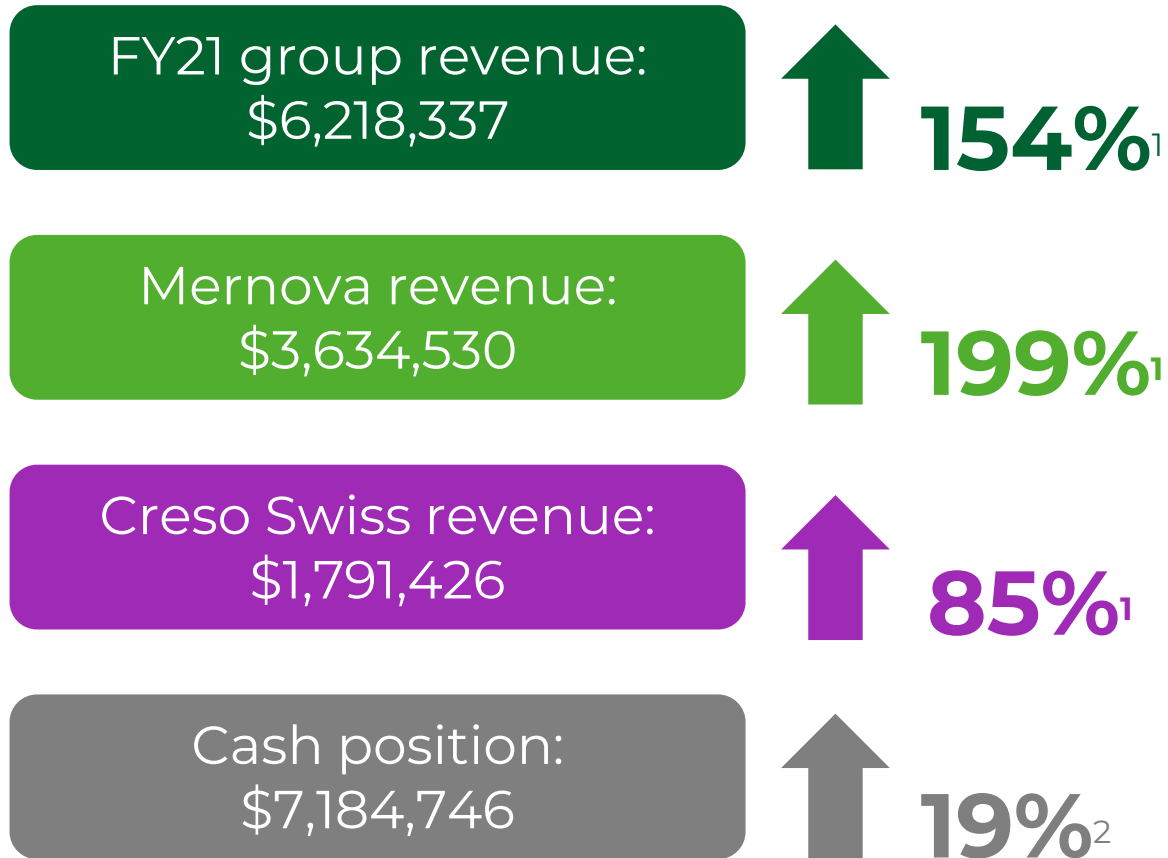 FY21 group revenue:
$6,218,337
154%1
Mernova revenue:
$3,634,530
199%1
Creso Swiss revenue:
$1,791,426
85%1
Cash position:
$7,184,746
19%2